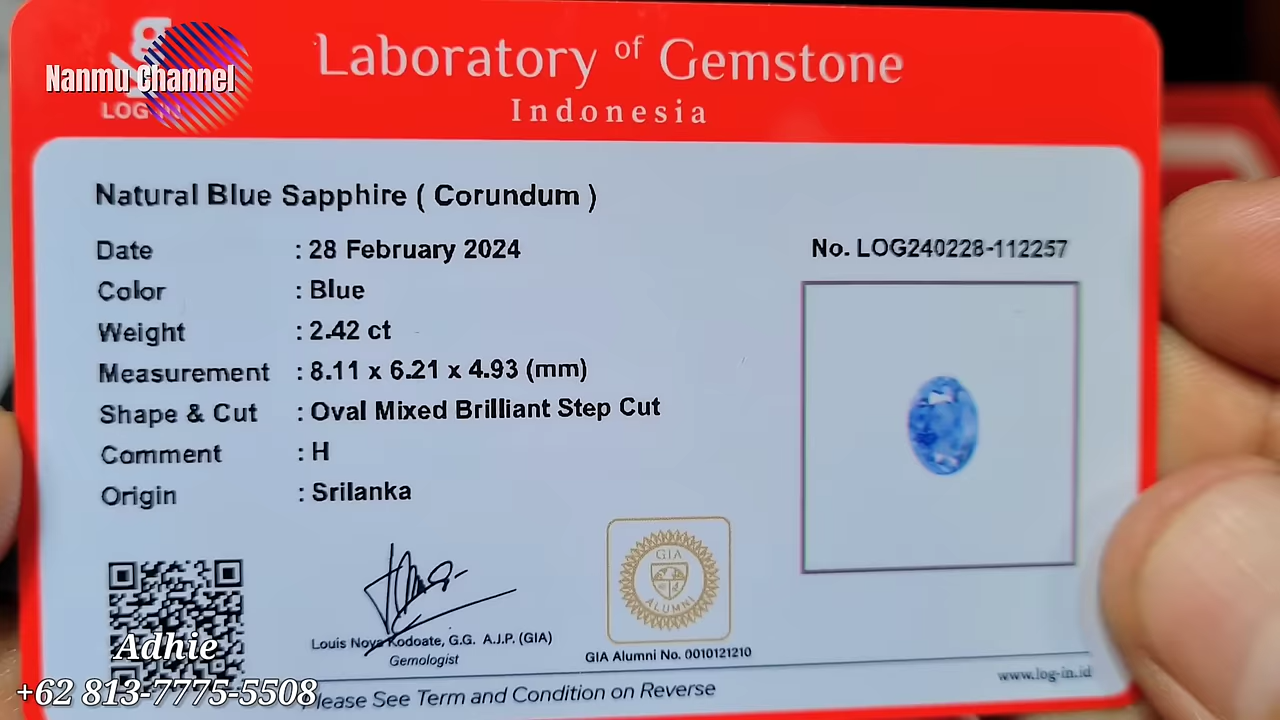 Nanmu Channel
LOG-IN
Laboratory of Gemstone
Indonesia
Natural Blue Sapphire ( Corundum )
Date : 28 February 2024
No. LOG240228-112257
Color : Blue
Weight : 2.42 ct
Measurement : 8.11 x 6.21 x 4.93 (mm)
Shape & Cut : Oval Mixed Brilliant Step Cut
Comment : H
Origin : Srilanka
GIA
ALUMNI
Louis Noya Kodoate, G.G. A.J.P. (GIA)
Gemologist
GIA Alumni No. 0010121210
www.log-in.id
Please See Term and Condition on Reverse
Adhie
+62 813-7775-5508